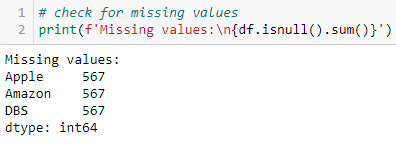 1 # check for missing values
2 print(f'Missing values:\n{df.isnull().sum()}')
Missing values:
Apple     567
Amazon    567
DBS       567
dtype: int64